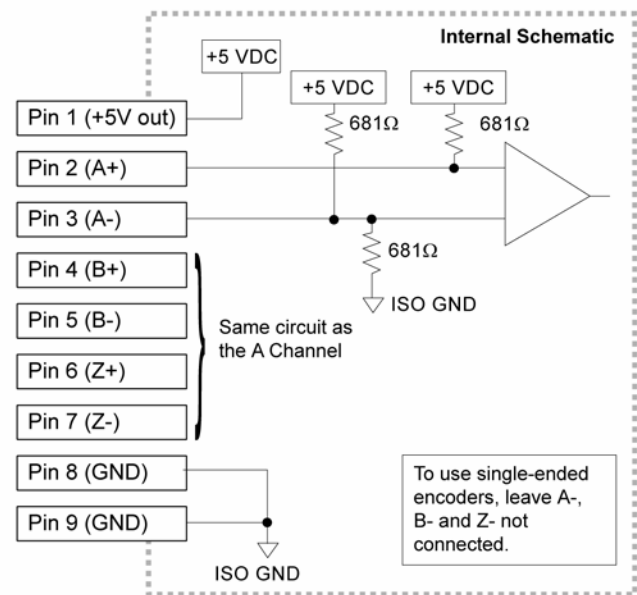 Internal Schematic
+5 VDC
+5 VDC
+5 VDC
681Ω
681Ω
Pin 1 (+5V out)
Pin 2 (A+)
Pin 3 (A-)
Pin 4 (B+)
Pin 5 (B-)
Pin 6 (Z+)
Pin 7 (Z-)
Pin 8 (GND)
Pin 9 (GND)
681Ω
ISO GND
Same circuit as
the A Channel
To use single-ended
encoders, leave A-,
B- and Z- not
connected.
ISO GND